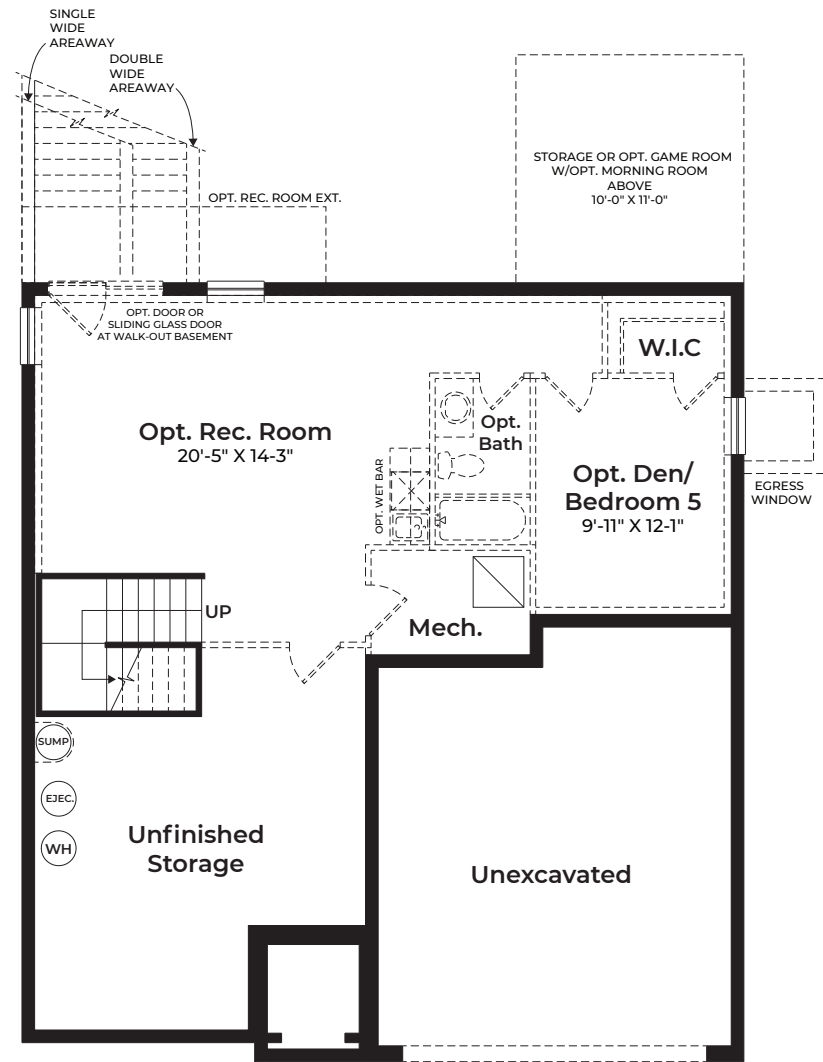 SINGLE
WIDE
AREAWAY
DOUBLE
WIDE
AREAWAY
STORAGE OR OPT. GAME ROOM
W/OPT. MORNING ROOM
ABOVE
10'-0" X 11'-0"
OPT. REC. ROOM EXT.
OPT. DOOR OR
SLIDING GLASS DOOR
AT WALK-OUT BASEMENT
W.I.C
Opt. Rec. Room
20'-5" X 14'-3"
Opt.
Bath
OPT. WET BAR
Opt. Den/
Bedroom 5
9'-11" X 12-1"
EGRESS
WINDOW
UP
Mech.
SUMP
EJEC.
WH
Unfinished
Storage
Unexcavated